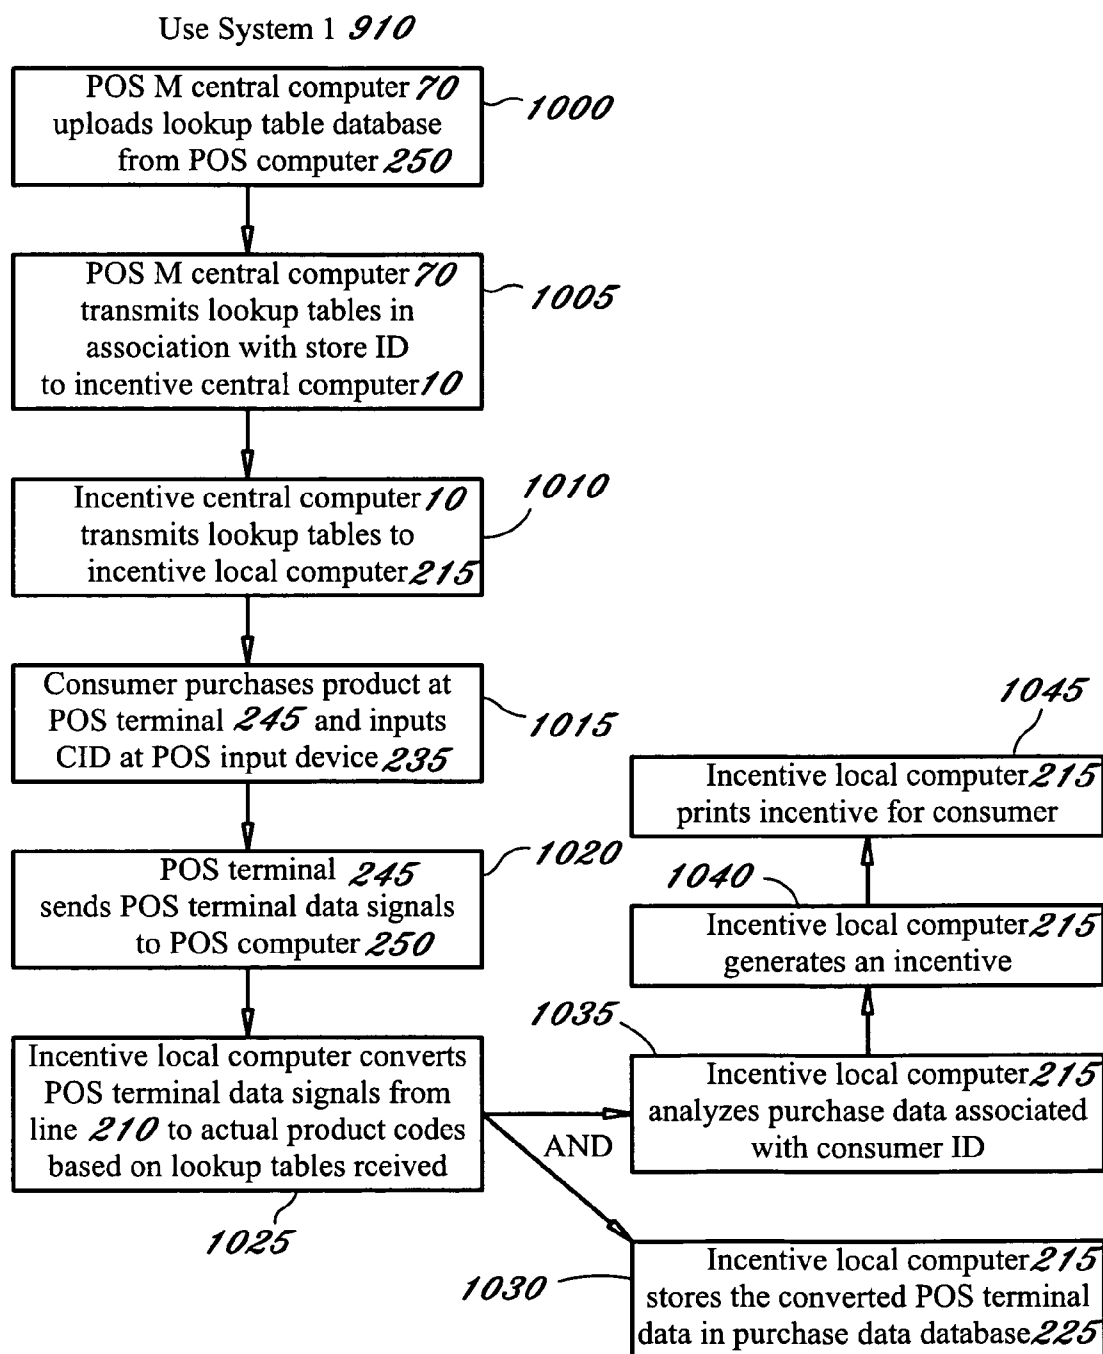 Use System 1 910
POS M central computer 70
uploads lookup table database
from POS computer 250
1000
POS M central computer 70
transmits lookup tables in
association with store ID
to incentive central computer 10
1005
Incentive central computer 10
transmits lookup tables to
incentive local computer 215
1010
Consumer purchases product at
POS terminal 245 and inputs
CID at POS input device 235
1015
POS terminal 245
sends POS terminal data signals
to POS computer 250
1020
Incentive local computer converts
POS terminal data signals from
line 210 to actual product codes
based on lookup tables rceived
1025
AND
1045
Incentive local computer 215
prints incentive for consumer
1040
Incentive local computer 215
generates an incentive
1035
Incentive local computer 215
analyzes purchase data associated
with consumer ID
1030
Incentive local computer 215
stores the converted POS terminal
data in purchase data database 225